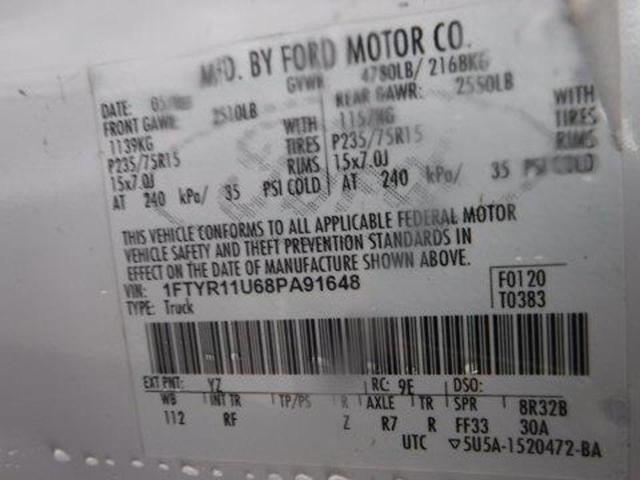 MFD. BY FORD MOTOR CO.
DATE: GVWR 4780LB/ 2168KG
FRONT GAWR: 2510LB REAR GAWR: 2550LB
1139KG WITH 1157KG WITH
P235/75R15 TIRES P235/75R15 TIRES
15x7.0J RIMS 15x7.0J RIMS
AT 240 kPa/ 35 PSI COLD AT 240 kPa/ 35 PSI COLD
THIS VEHICLE CONFORMS TO ALL APPLICABLE FEDERAL MOTOR
VEHICLE SAFETY AND THEFT PREVENTION STANDARDS IN
EFFECT ON THE DATE OF MANUFACTURE SHOWN ABOVE.
VIN: 1FTYR11U68PA91648 F0120
TYPE: Truck T0383
EXT PNT: YZ RC: 9E DSO:
WB INT TR TP/PS R AXLE TR SPR 8R32B
112 RF Z R7 R FF33 30A
UTC ▽5U5A-1520472-BA